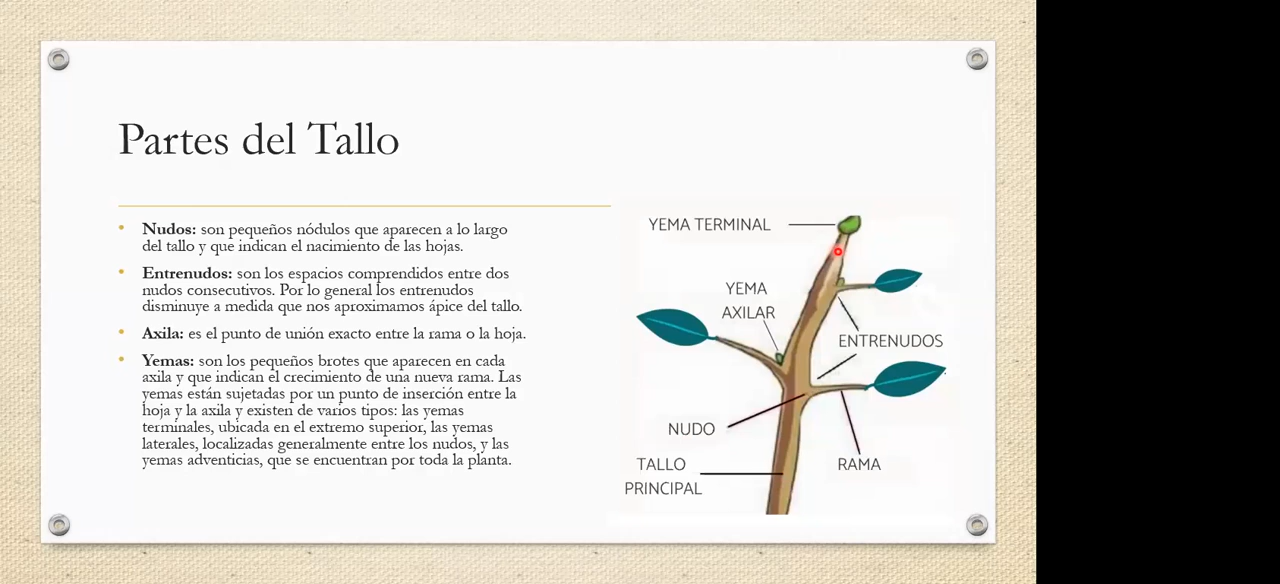 Partes del Tallo
• Nudos: son pequeños nódulos que aparecen a lo largo
del tallo y que indican el nacimiento de las hojas.
• Entrenudos: son los espacios comprendidos entre dos
nudos consecutivos. Por lo general los entrenudos
disminuye a medida que nos aproximamos ápice del tallo.
• Axila: es el punto de unión exacto entre la rama o la hoja.
• Yemas: son los pequeños brotes que aparecen en cada
axila y que indican el crecimiento de una nueva rama. Las
yemas están sujetadas por un punto de inserción entre la
hoja y la axila y existen de varios tipos: las yemas
terminales, ubicada en el extremo superior, las yemas
laterales, localizadas generalmente entre los nudos, y las
yemas adventicias, que se encuentran por toda la planta.
YEMA TERMINAL
YEMA
AXILAR
ENTRENUDOS
NUDO
TALLO
PRINCIPAL
RAMA